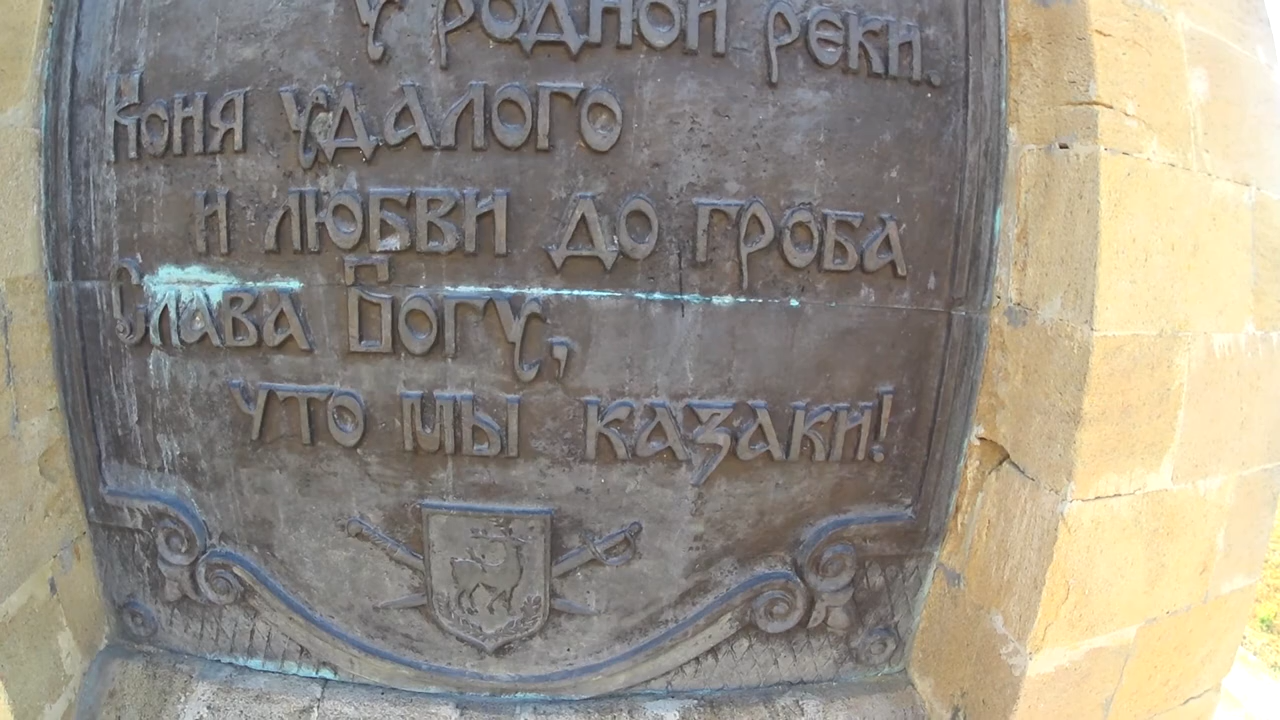 у родной реки.
Коня удалого
и любви до гроба
Слава Богу,
что мы казаки!